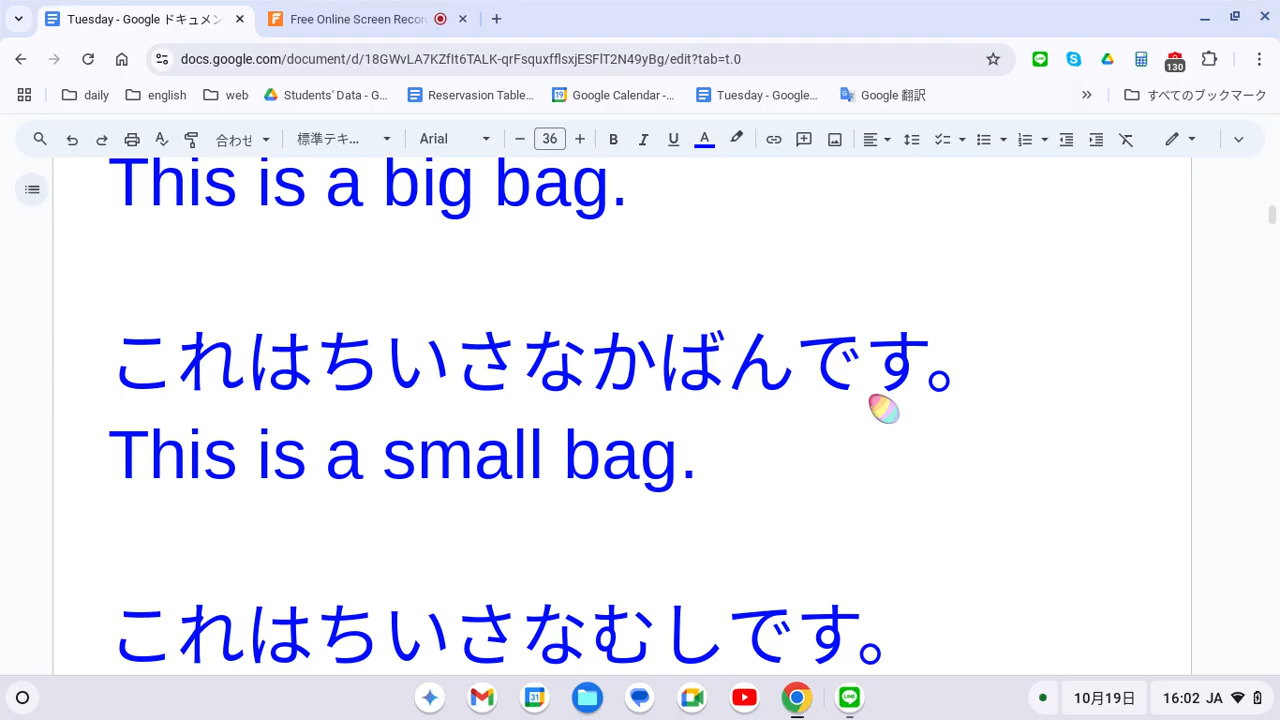 Tuesday - Google ドキュメン
Free Online Screen Recor
docs.google.com/document/d/
/edit?tab=t.0
130
daily
english
web
Students' Data - G...
Reservasion Table...
Google Calendar -...
Tuesday - Google...
Google 翻訳
すべてのブックマーク
合わせ
標準テキ...
Arial
36
This is a big bag.
これはちいさなかばんです。
This is a small bag.
これはちいさなむしです。
10月19日
16:02 JA